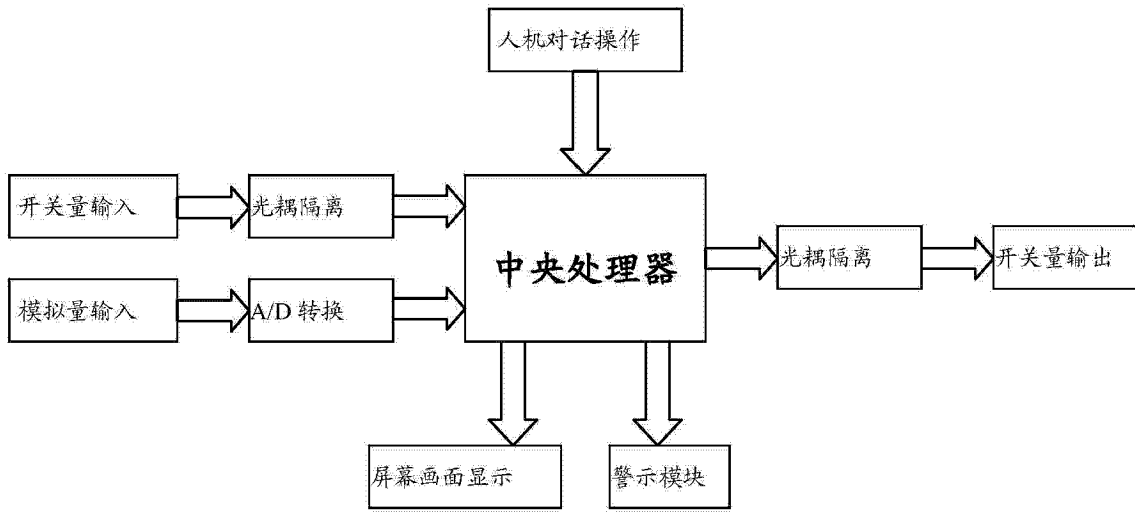 人机对话操作
开关量输入
光耦隔离
中央处理器
光耦隔离
开关量输出
模拟量输入
A/D 转换
屏幕画面显示
警示模块